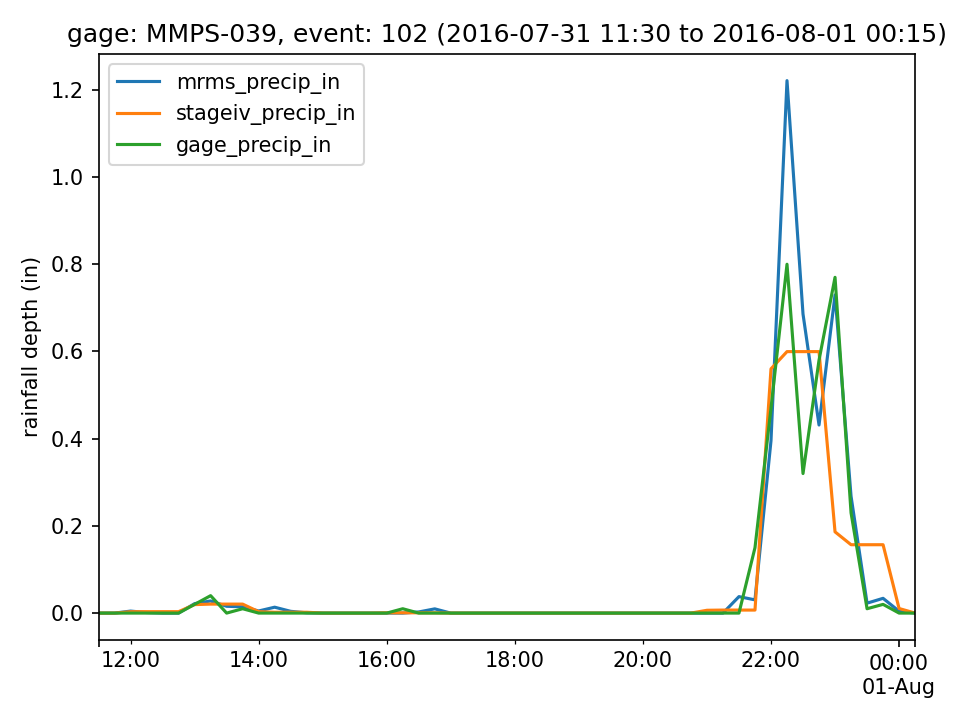 gage: MMPS-039, event: 102 (2016-07-31 11:30 to 2016-08-01 00:15)
mrms_precip_in
stageiv_precip_in
gage_precip_in
rainfall depth (in)
1.2
1.0
0.8
0.6
0.4
0.2
0.0
12:00 14:00 16:00 18:00 20:00 22:00 00:00
01-Aug